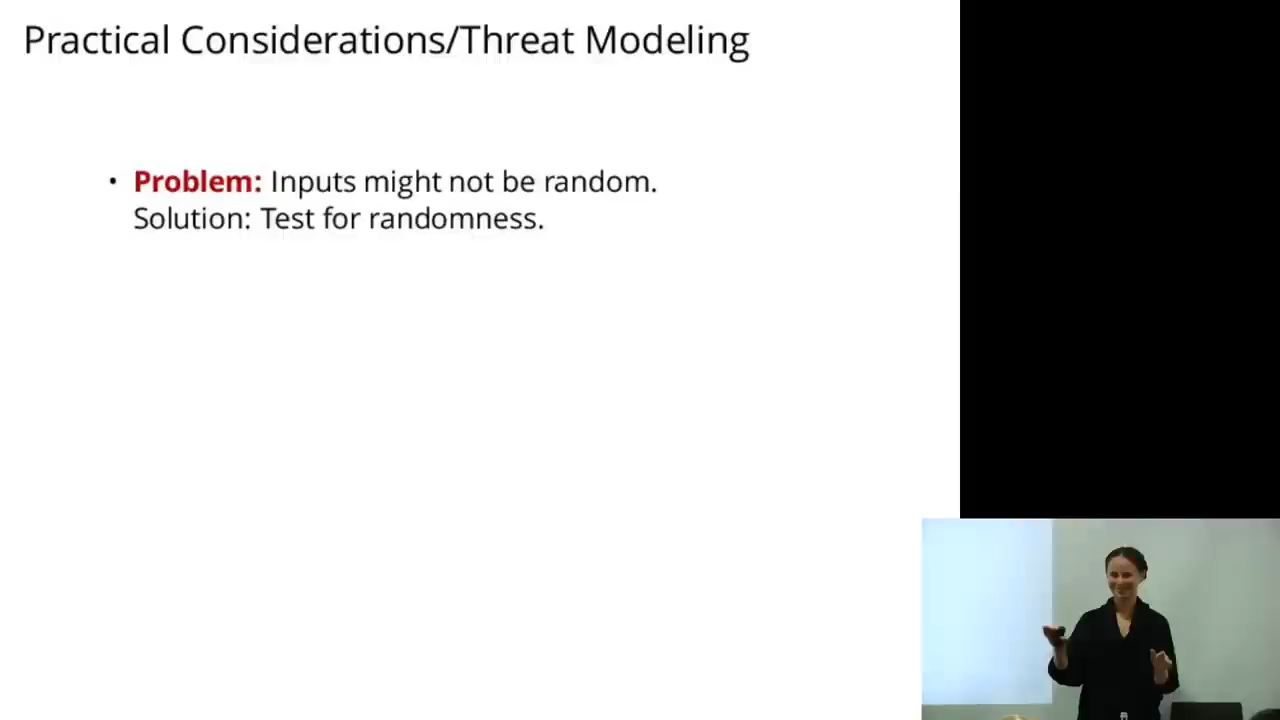 Practical Considerations/Threat Modeling
• Problem: Inputs might not be random.
Solution: Test for randomness.